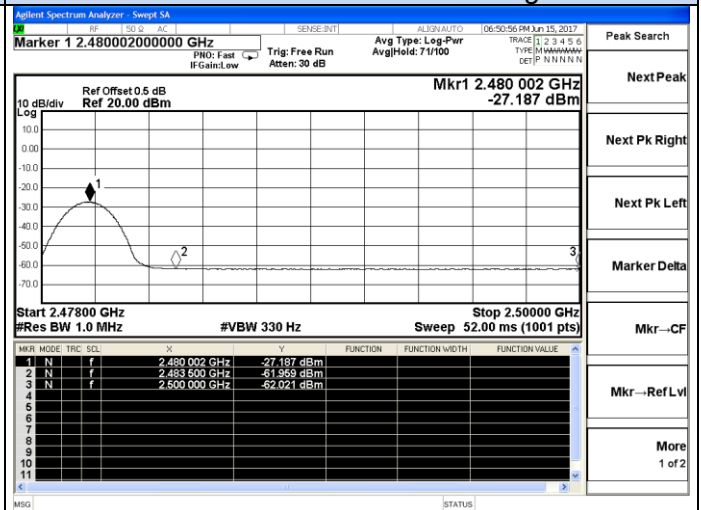 Agilent Spectrum Analyzer - Swept SA
RF 50 Ω AC SENSE:INT ALIGNAUTO 06:50:56 PM Jun 15, 2017
Marker 1 2.480002000000 GHz
PNO: Fast
IFGain:Low
Trig: Free Run
Atten: 30 dB
Avg Type: Log-Pwr
Avg|Hold: 71/100
TRACE 1 2 3 4 5 6
TYPE M
DET P N N N N N
Peak Search
Ref Offset 0.5 dB
10 dB/div Ref 20.00 dBm
Log
Mkr1 2.480 002 GHz
-27.187 dBm
10.0
0.00
-10.0
-20.0
-30.0
-40.0
-50.0
-60.0
-70.0
1
2
3
Start 2.47800 GHz
Stop 2.50000 GHz
#Res BW 1.0 MHz #VBW 330 Hz Sweep 52.00 ms (1001 pts)
MKR MODE TRC SCL X Y FUNCTION FUNCTION WIDTH FUNCTION VALUE
1 N f 2.480 002 GHz -27.187 dBm
2 N f 2.483 500 GHz -61.959 dBm
3 N f 2.500 000 GHz -62.021 dBm
4
5
6
7
8
9
10
11
MSG STATUS
Next Peak
Next Pk Right
Next Pk Left
Marker Delta
Mkr→CF
Mkr→Ref Lvl
More
1 of 2